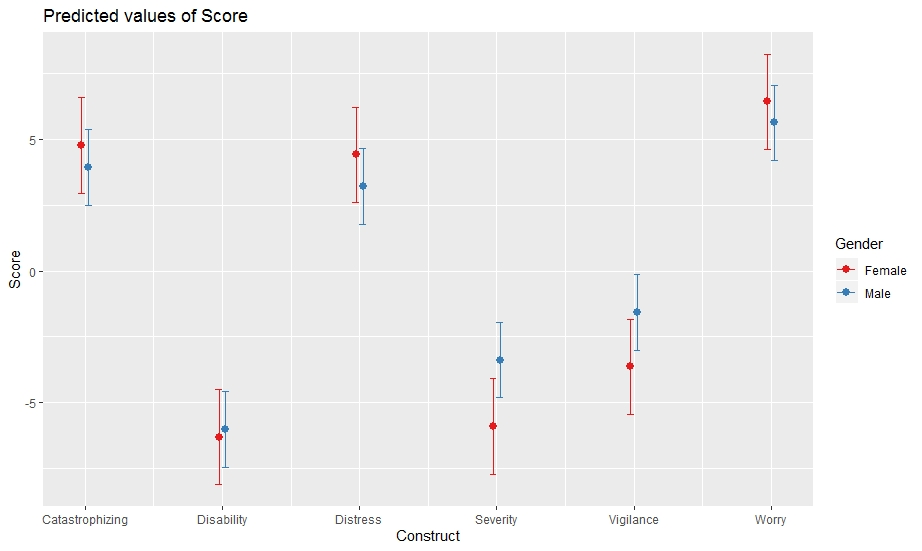 Predicted values of Score
5
0
-5
Score
Catastrophizing Disability Distress Severity Vigilance Worry
Construct
Gender
Female
Male